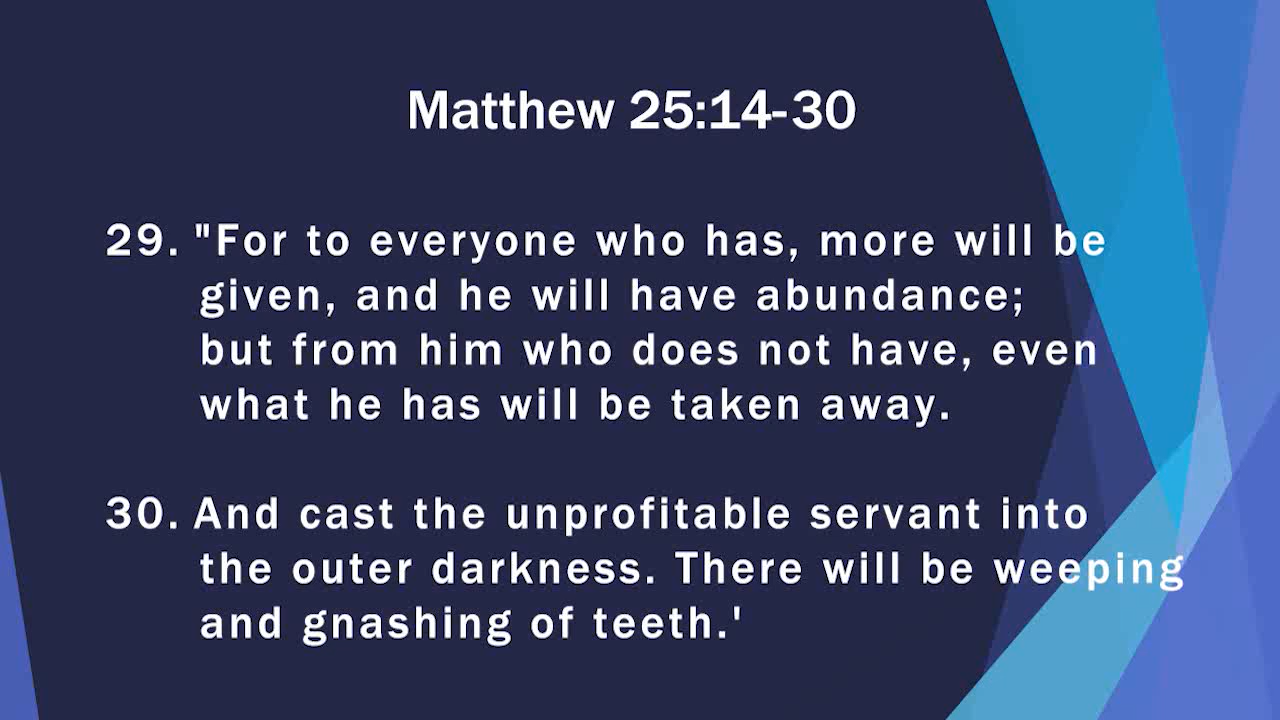 Matthew 25:14-30
29. "For to everyone who has, more will be
given, and he will have abundance;
but from him who does not have, even
what he has will be taken away.
30. And cast the unprofitable servant into
the outer darkness. There will be weeping
and gnashing of teeth.'